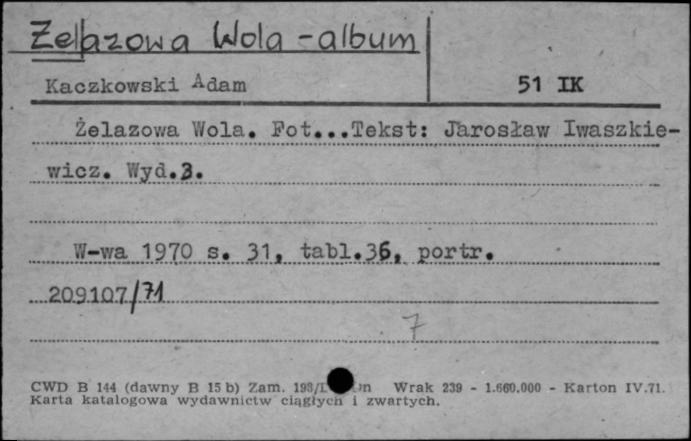 Żelazowa Wola - album
Kaczkowski Adam
51 IK
Żelazowa Wola. Fot...Tekst: Jarosław Iwaszkie-
wicz. Wyd.3.
W-wa 1970 s. 31, tabl.36, portr.
209107/71
7
CWD B 144 (dawny B 15 b) Zam. Wrak 239 - 1.660.000 - Karton IV.71.
Karta katalogowa wydawnictw ciągłych i zwartych.